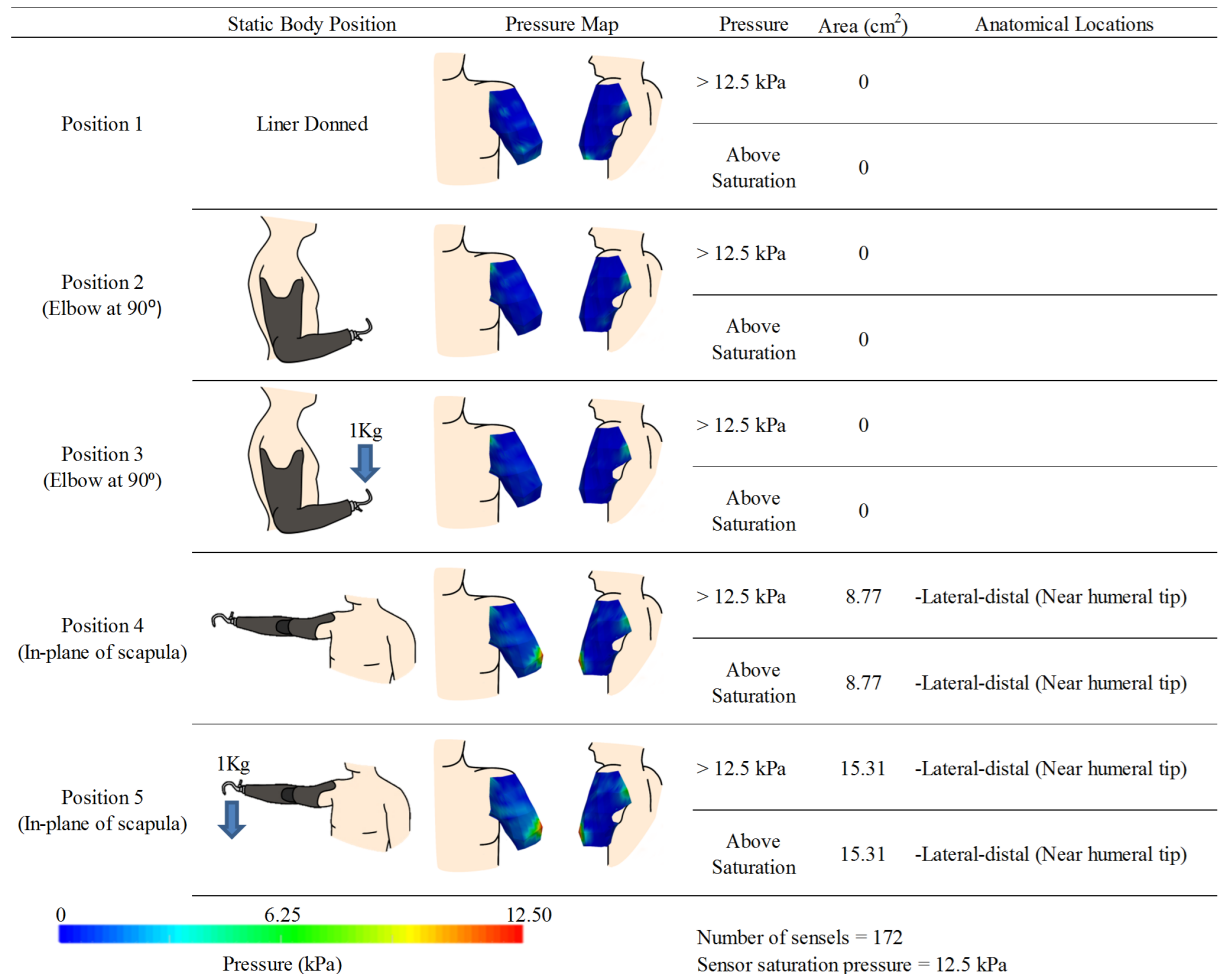 Static Body Position Pressure Map Pressure Area (cm²) Anatomical Locations
Position 1
Liner Donned
> 12.5 kPa 0
Above
Saturation
0
Position 2
(Elbow at 90⁰)
> 12.5 kPa 0
Above
Saturation
0
Position 3
(Elbow at 90⁰)
1Kg
> 12.5 kPa 0
Above
Saturation
0
Position 4
(In-plane of scapula)
> 12.5 kPa 8.77 -Lateral-distal (Near humeral tip)
Above
Saturation
8.77 -Lateral-distal (Near humeral tip)
Position 5
(In-plane of scapula)
1Kg
> 12.5 kPa 15.31 -Lateral-distal (Near humeral tip)
Above
Saturation
15.31 -Lateral-distal (Near humeral tip)
0 6.25 12.50
Pressure (kPa)
Number of sensels = 172
Sensor saturation pressure = 12.5 kPa